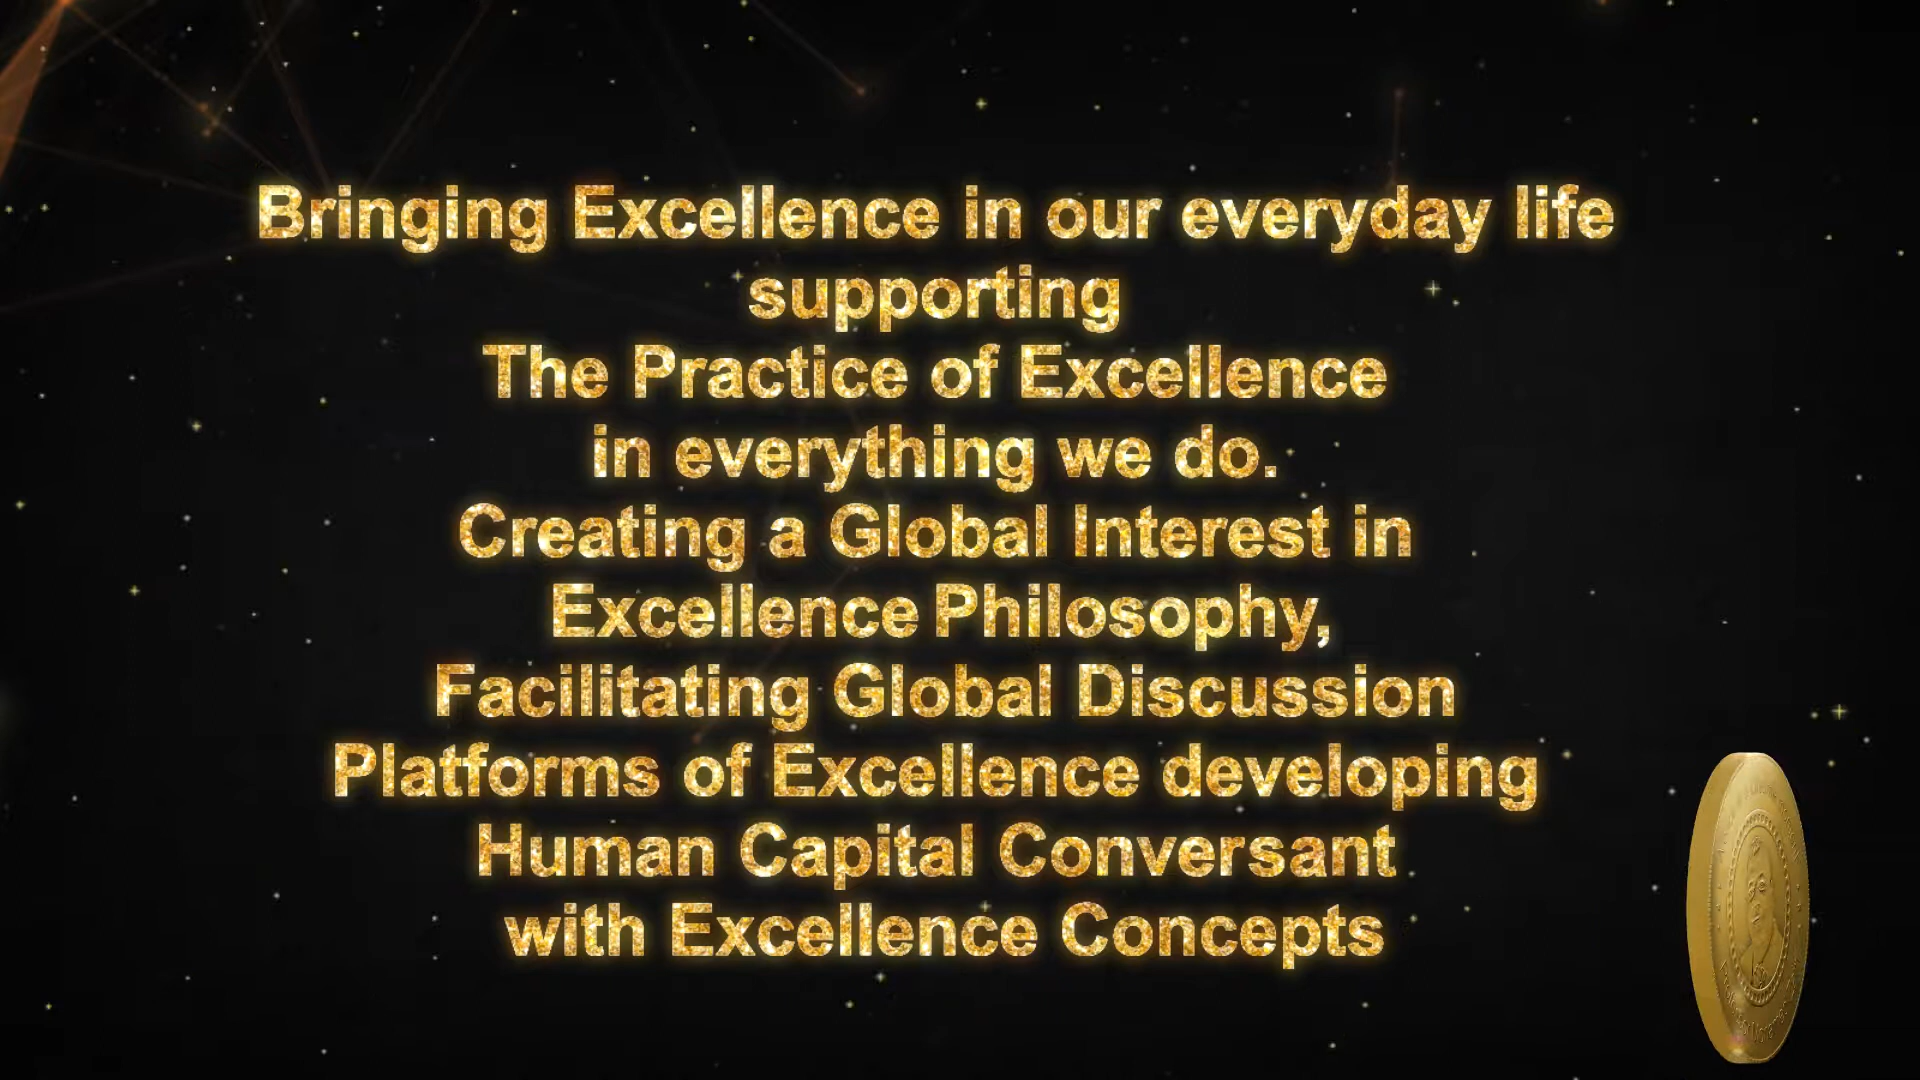 Bringing Excellence in our everyday life
supporting
The Practice of Excellence
in everything we do.
Creating a Global Interest in
Excellence Philosophy,
Facilitating Global Discussion
Platforms of Excellence developing
Human Capital Conversant
with Excellence Concepts